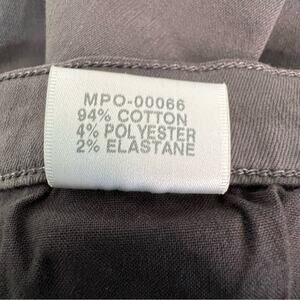 MPO-00066
94% COTTON
4% POLYESTER
2% ELASTANE